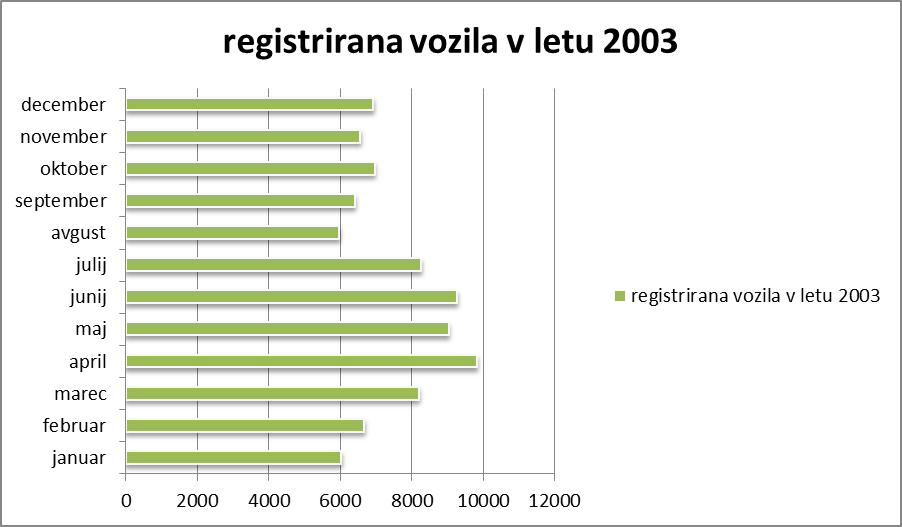 registrirana vozila v letu 2003
december
november
oktober
september
avgust
julij
junij
maj
april
marec
februar
januar
0 2000 4000 6000 8000 10000 12000
registrirana vozila v letu 2003